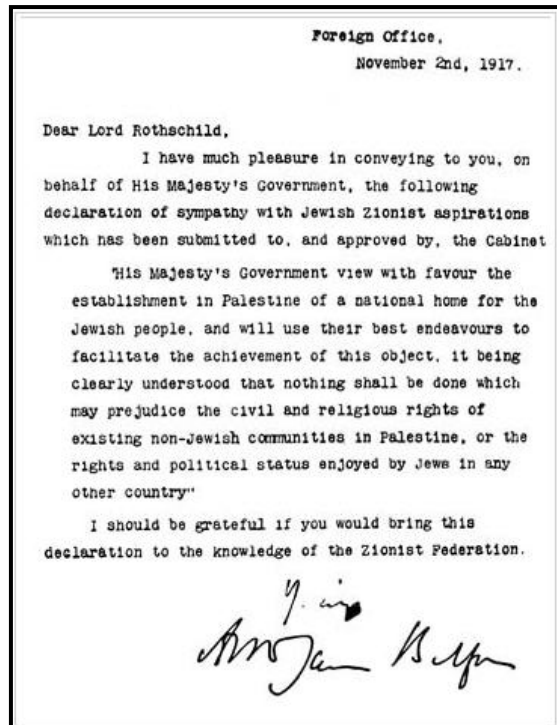 Foreign Office,
November 2nd, 1917.
Dear Lord Rothschild,
I have much pleasure in conveying to you, on
behalf of His Majesty's Government, the following
declaration of sympathy with Jewish Zionist aspirations
which has been submitted to, and approved by, the Cabinet
"His Majesty's Government view with favour the
establishment in Palestine of a national home for the
Jewish people, and will use their best endeavours to
facilitate the achievement of this object, it being
clearly understood that nothing shall be done which
may prejudice the civil and religious rights of
existing non-Jewish communities in Palestine, or the
rights and political status enjoyed by Jews in any
other country"
I should be grateful if you would bring this
declaration to the knowledge of the Zionist Federation.